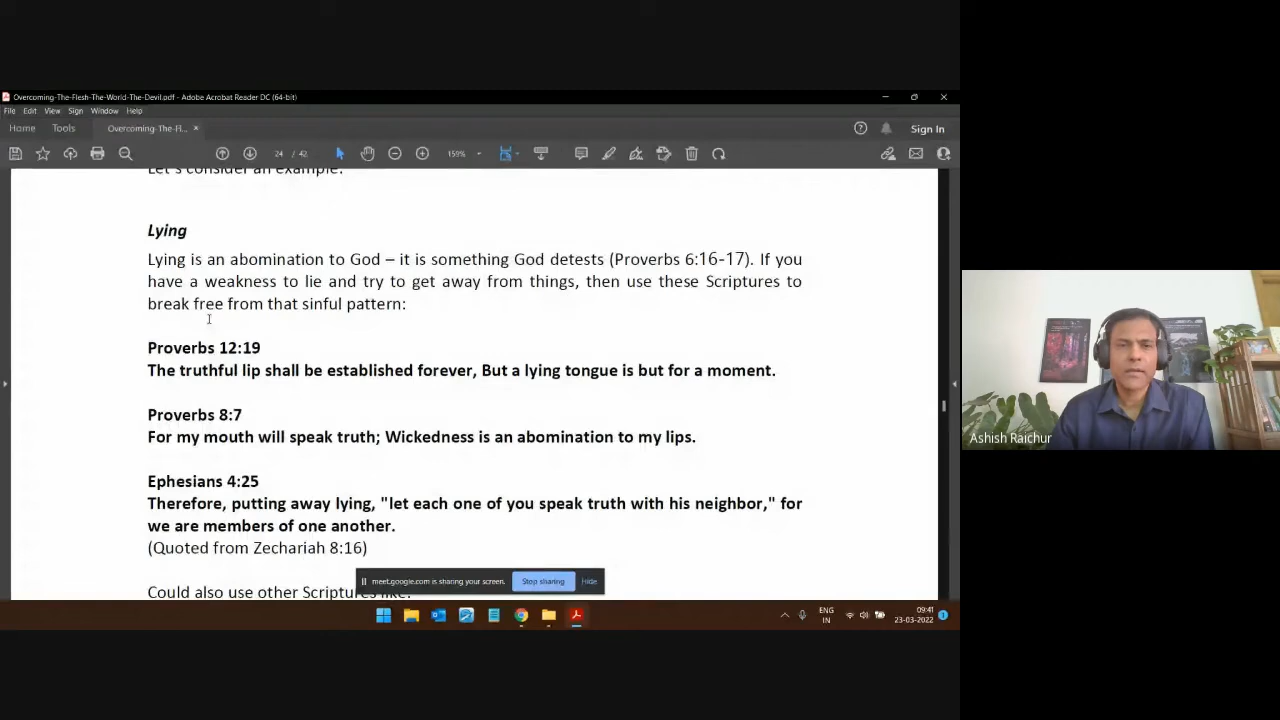 Overcoming-The-Flesh-The-World-The-Devil.pdf - Adobe Acrobat Reader DC (64-bit)
File Edit View Sign Window Help
Home Tools Overcoming-The-Fl... × Sign In
24 / 42 159%
Let's consider an example:
Lying
Lying is an abomination to God – it is something God detests (Proverbs 6:16-17). If you
have a weakness to lie and try to get away from things, then use these Scriptures to
break free from that sinful pattern:
Proverbs 12:19
The truthful lip shall be established forever, But a lying tongue is but for a moment.
Proverbs 8:7
For my mouth will speak truth; Wickedness is an abomination to my lips.
Ephesians 4:25
Therefore, putting away lying, "let each one of you speak truth with his neighbor," for
we are members of one another.
(Quoted from Zechariah 8:16)
Could also use other Scriptures like:
meet.google.com is sharing your screen. Stop sharing Hide
ENG
IN
09:41
23-03-2022
1
Ashish Raichur